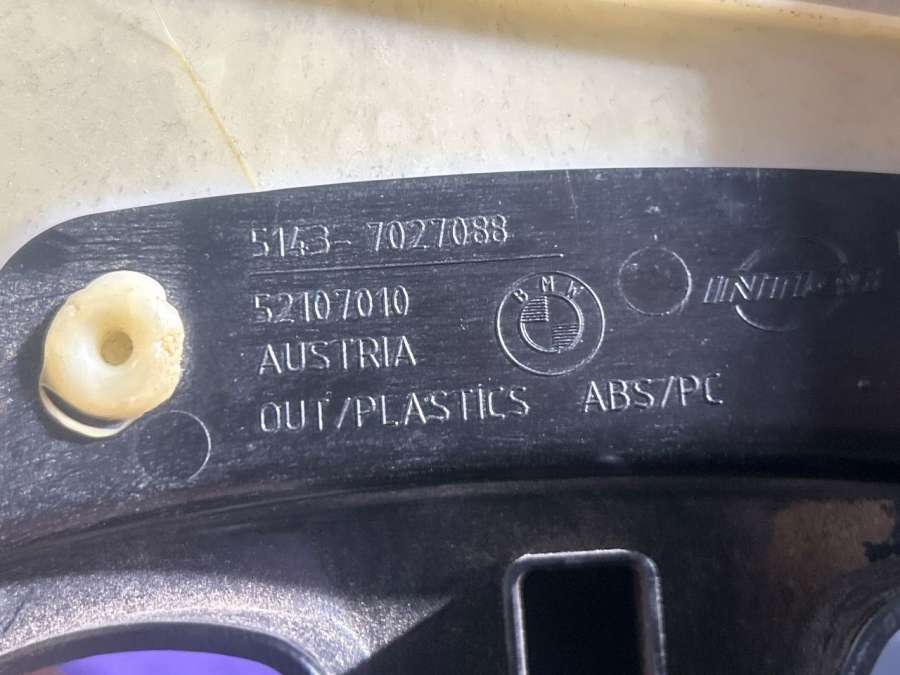 5143-7027088
52107010
BMW
AUSTRIA
OUT/PLASTICS ABS/PC